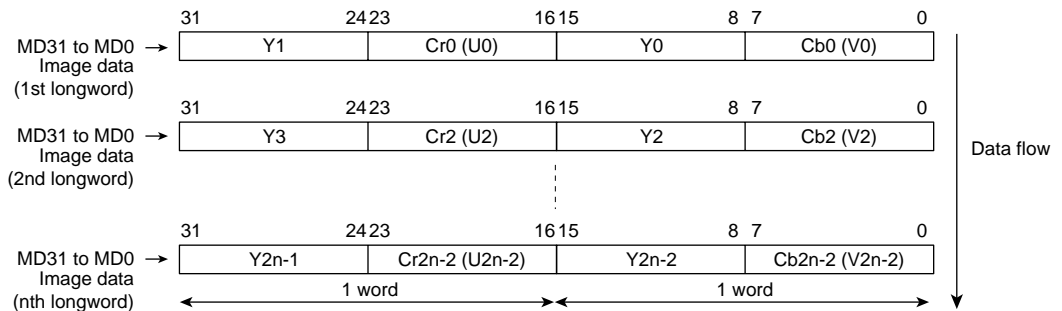 31 24 23 16 15 8 7 0
MD31 to MD0 Y1 Cr0 (U0) Y0 Cb0 (V0)
Image data
(1st longword)
31 24 23 16 15 8 7 0
MD31 to MD0 Y3 Cr2 (U2) Y2 Cb2 (V2)
Image data
(2nd longword)
Data flow
31 24 23 16 15 8 7 0
MD31 to MD0 Y2n-1 Cr2n-2 (U2n-2) Y2n-2 Cb2n-2 (V2n-2)
Image data
(nth longword)
1 word 1 word